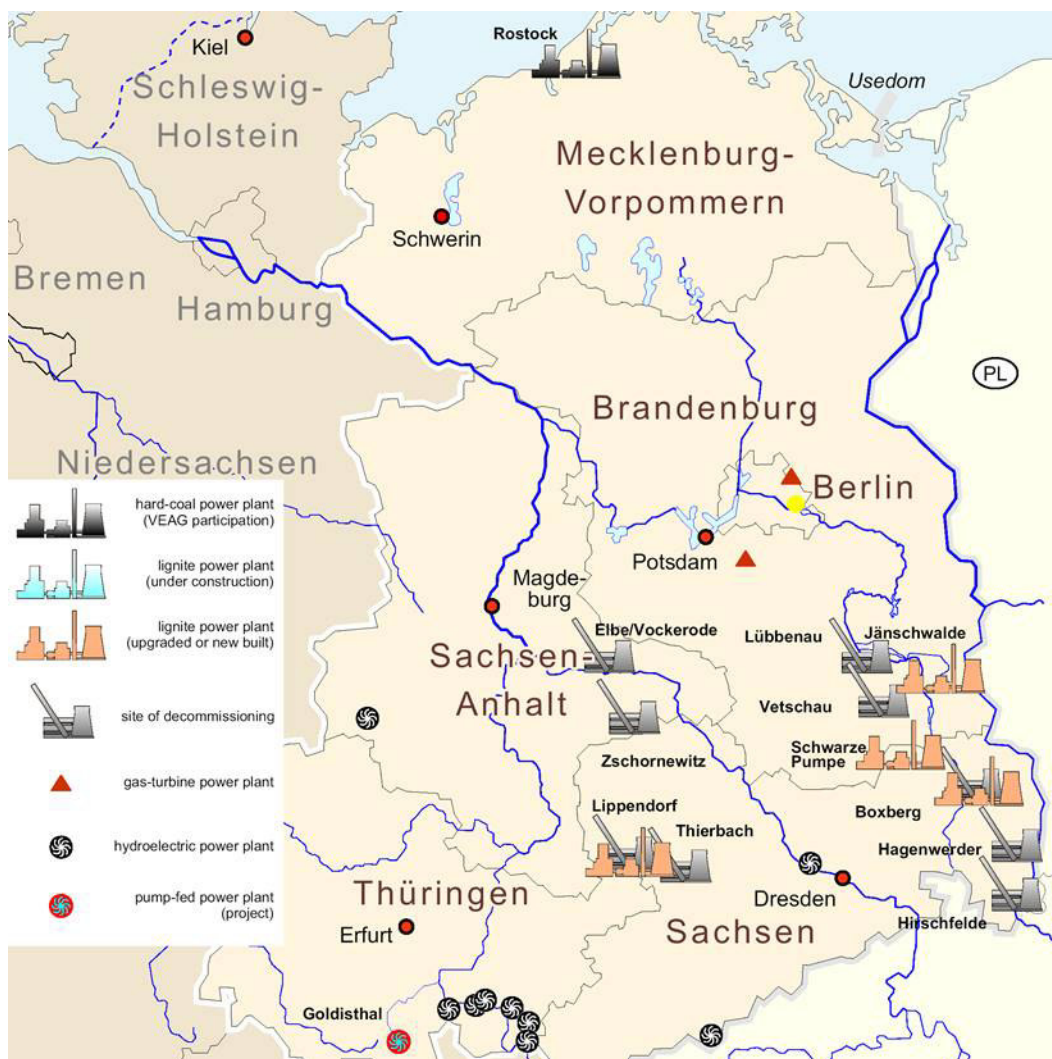 Rostock
Kiel
Usedom
Schleswig-
Holstein
Mecklenburg-
Vorpommern
Schwerin
Bremen
Hamburg
PL
Brandenburg
Niedersachsen
Berlin
hard-coal power plant
(VEAG participation)
Potsdam
lignite power plant
(under construction)
Magde-
burg
lignite power plant
(upgraded or new built)
Elbe/Vockerode
Lübbenau
Jänschwalde
Sachsen-
Anhalt
site of decommissioning
Vetschau
Zschornewitz
Schwarze
Pumpe
gas-turbine power plant
Lippendorf
Thierbach
Boxberg
hydroelectric power plant
Hagenwerder
Thüringen
Dresden
pump-fed power plant
(project)
Erfurt
Sachsen
Hirschfelde
Goldisthal